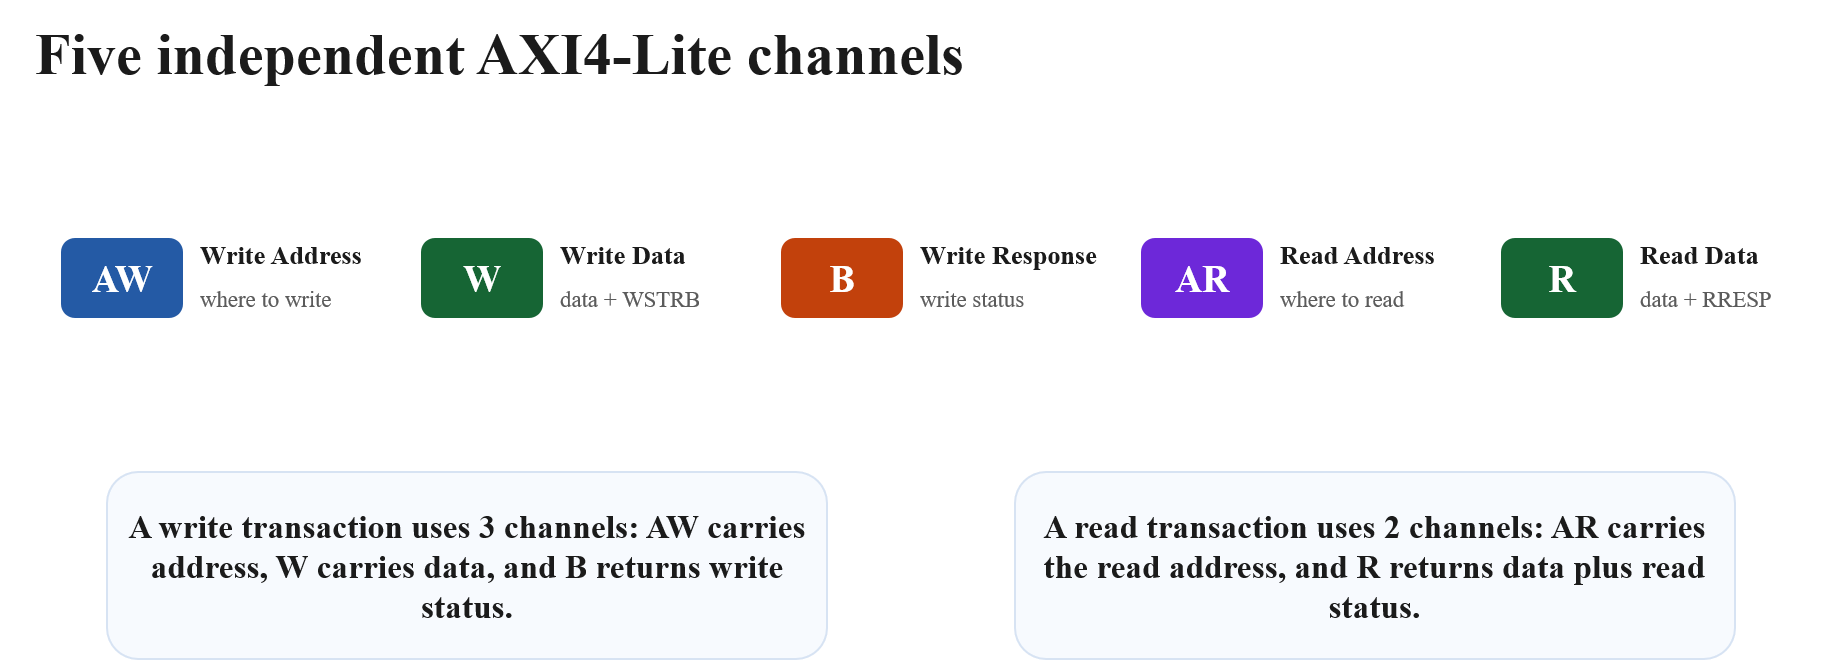 Five independent AXI4-Lite channels
AW
Write Address
where to write
W
Write Data
data + WSTRB
B
Write Response
write status
AR
Read Address
where to read
R
Read Data
data + RRESP
A write transaction uses 3 channels: AW carries
address, W carries data, and B returns write
status.
A read transaction uses 2 channels: AR carries
the read address, and R returns data plus read
status.